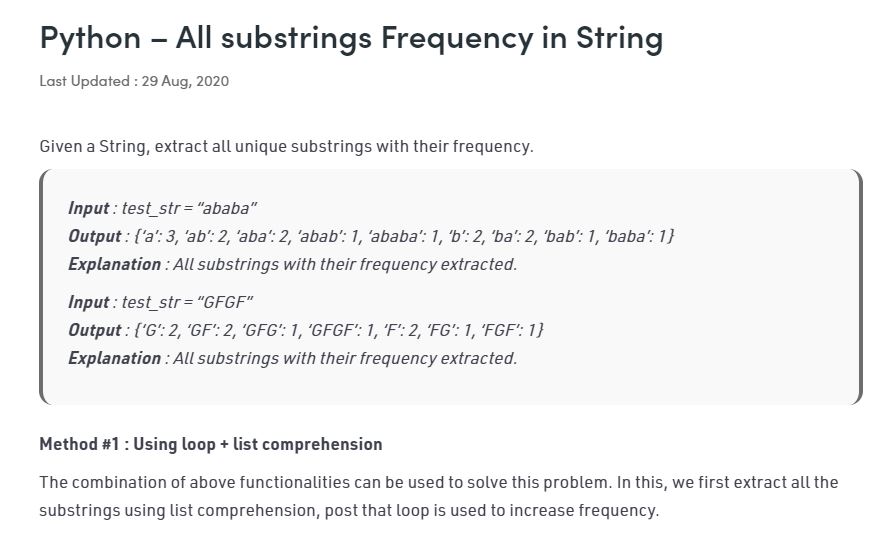 Python – All substrings Frequency in String
Last Updated : 29 Aug, 2020
Given a String, extract all unique substrings with their frequency.
Input : test_str = “ababa”
Output : {‘a’: 3, ‘ab’: 2, ‘aba’: 2, ‘abab’: 1, ‘ababa’: 1, ‘b’: 2, ‘ba’: 2, ‘bab’: 1, ‘baba’: 1}
Explanation : All substrings with their frequency extracted.
Input : test_str = “GFGF”
Output : {‘G’: 2, ‘GF’: 2, ‘GFG’: 1, ‘GFGF’: 1, ‘F’: 2, ‘FG’: 1, ‘FGF’: 1}
Explanation : All substrings with their frequency extracted.
Method #1 : Using loop + list comprehension
The combination of above functionalities can be used to solve this problem. In this, we first extract all the
substrings using list comprehension, post that loop is used to increase frequency.